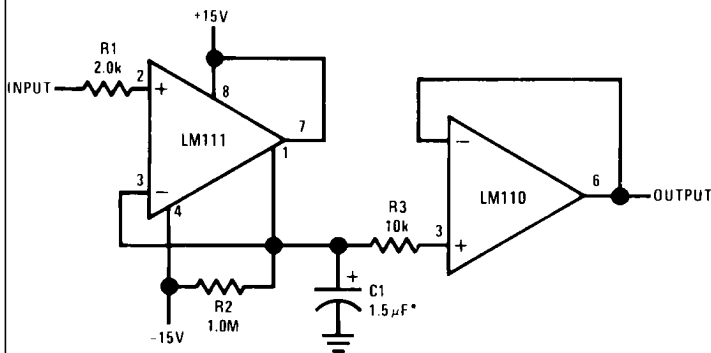 +15V
R1
2.0k
INPUT
2
+
8
LM111
7
1
3
−
4
R2
1.0M
−15V
+
C1
1.5μF*
R3
10k
3
+
−
LM110
6
OUTPUT